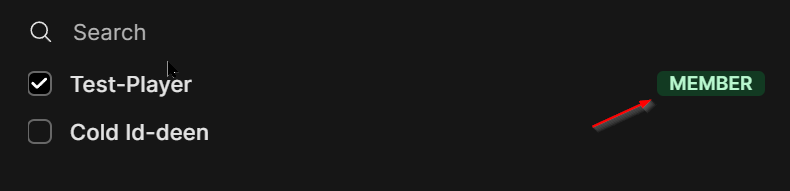 Search
Test-Player MEMBER
Cold Id-deen